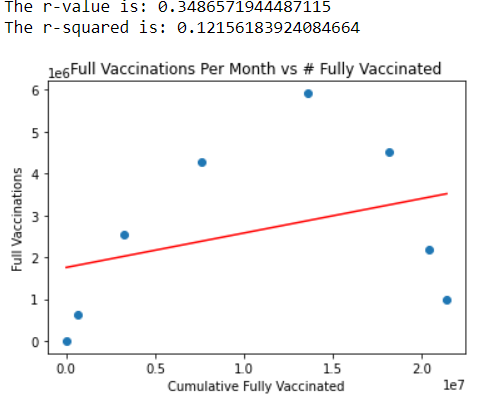 The r-value is: 0.3486571944487115
The r-squared is: 0.12156183924084664
1e6 Full Vaccinations Per Month vs # Fully Vaccinated
6
5
4
3
2
1
0
Full Vaccinations
0.0 0.5 1.0 1.5 2.0
Cumulative Fully Vaccinated 1e7